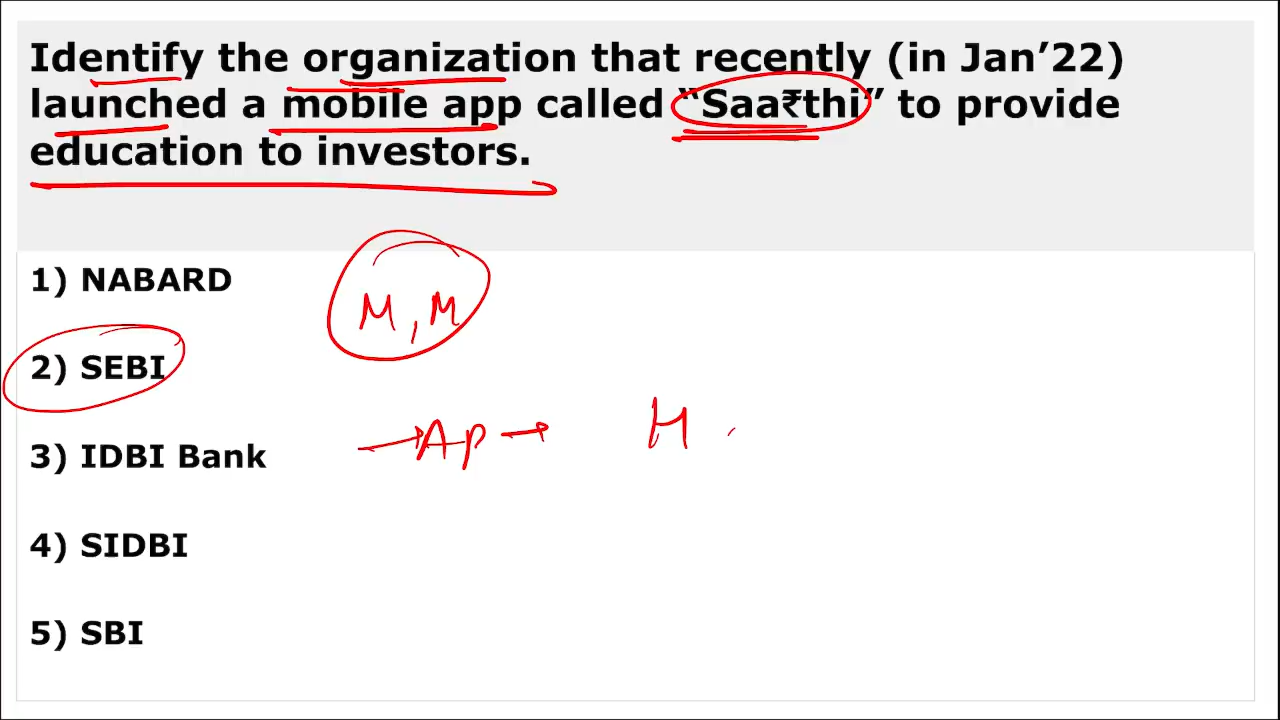 Identify the organization that recently (in Jan’22)
launched a mobile app called “Saa₹thi” to provide
education to investors.
1) NABARD
M, M
2) SEBI
3) IDBI Bank
Ap
H
4) SIDBI
5) SBI